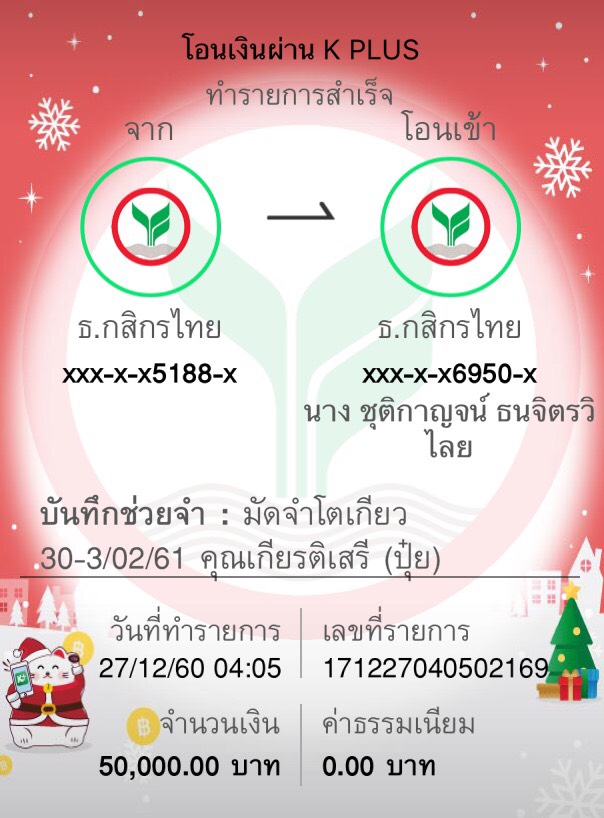 โอนเงินผ่าน K PLUS
ทำรายการสำเร็จ
จาก
โอนเข้า
ธ.กสิกรไทย
ธ.กสิกรไทย
xxx-x-x5188-x
xxx-x-x6950-x
นาง ชุติกาญจน์ ธนจิตรวิ
ไลย
บันทึกช่วยจำ : มัดจำโตเกียว
30-3/02/61 คุณเกียรติเสรี (ปุ๋ย)
วันที่ทำรายการ
เลขที่รายการ
27/12/60 04:05
171227040502169
จำนวนเงิน
ค่าธรรมเนียม
50,000.00 บาท
0.00 บาท